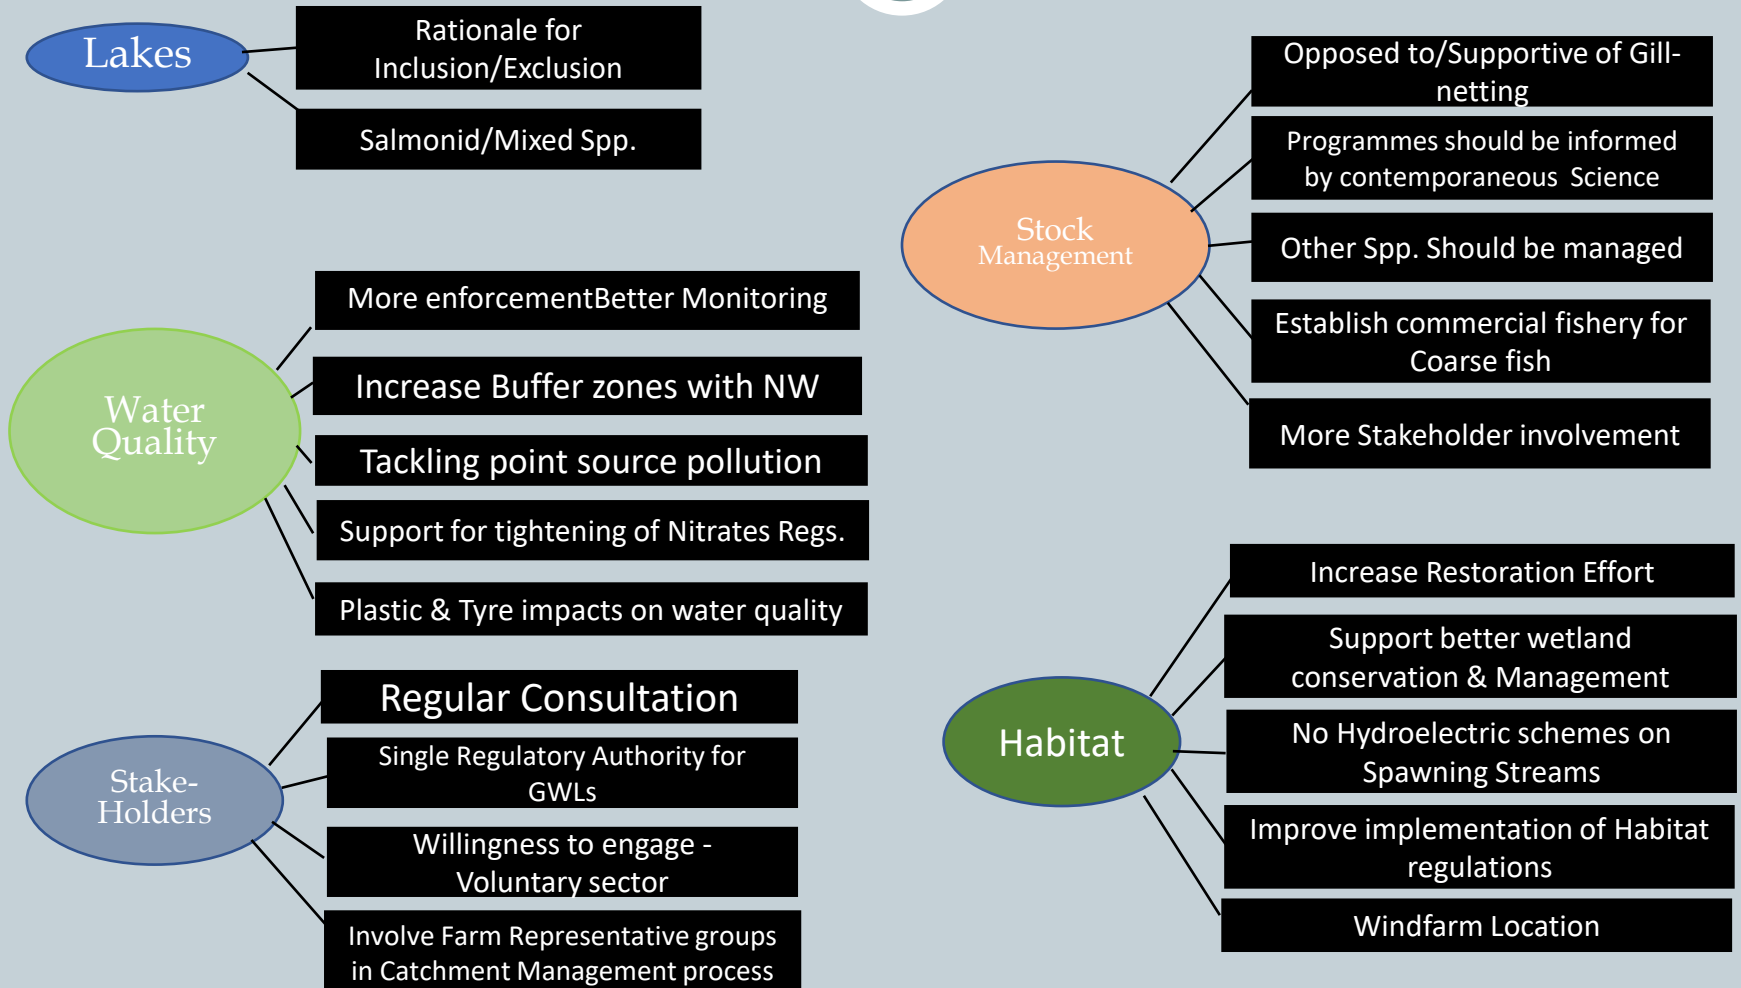 Lakes
Rationale for
Inclusion/Exclusion
Salmonid/Mixed Spp.
Water
Quality
More enforcementBetter Monitoring
Increase Buffer zones with NW
Tackling point source pollution
Support for tightening of Nitrates Regs.
Plastic & Tyre impacts on water quality
Stake-
Holders
Regular Consultation
Single Regulatory Authority for
GWLs
Willingness to engage -
Voluntary sector
Involve Farm Representative groups
in Catchment Management process
Stock
Management
Opposed to/Supportive of Gill-
netting
Programmes should be informed
by contemporaneous Science
Other Spp. Should be managed
Establish commercial fishery for
Coarse fish
More Stakeholder involvement
Habitat
Increase Restoration Effort
Support better wetland
conservation & Management
No Hydroelectric schemes on
Spawning Streams
Improve implementation of Habitat
regulations
Windfarm Location